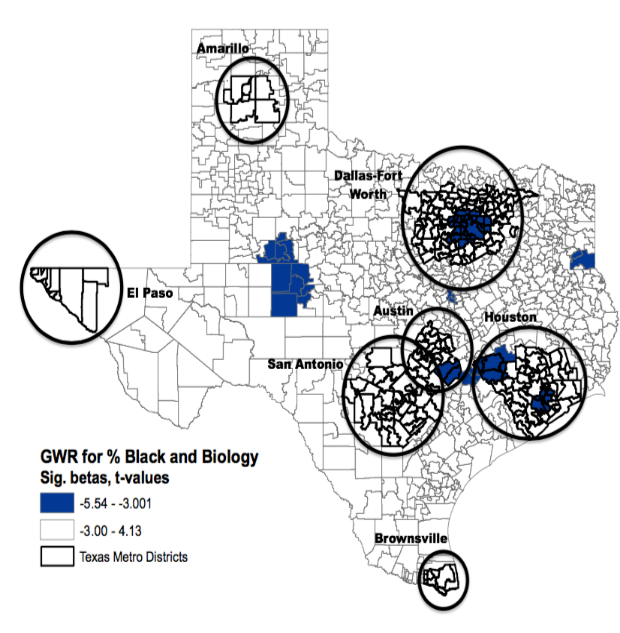 Amarillo
Dallas-Fort
Worth
El Paso
Austin
Houston
San Antonio
GWR for % Black and Biology
Sig. betas, t-values
-5.54 - -3.001
-3.00 - 4.13
Texas Metro Districts
Brownsville